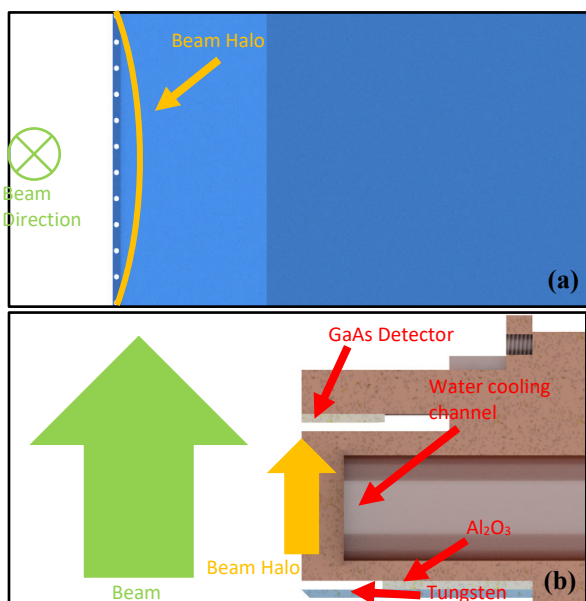 Beam Halo
Beam
Direction
(a)
GaAs Detector
Water cooling
channel
Al₂O₃
Beam Halo
(b)
Beam
Tungsten